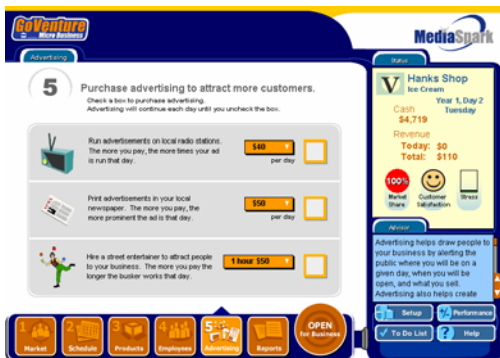 GoVenture
Micro Business
MediaSpark
Advertising
5
Purchase advertising to attract more customers.
Check a box to purchase advertising.
Advertising will continue each day until you uncheck the box.
Run advertisements on local radio stations.
The more you pay, the more times your ad
is run that day.
$40
per day
Print advertisements in your local
newspaper. The more you pay, the
more prominent the ad is that day.
$50
per day
Hire a street entertainer to attract people
to your business. The more you pay the
longer the busker works that day.
1 hour $50
Status
V
Hanks Shop
Ice Cream
Year 1, Day 2
Tuesday
Cash
$4,719
Revenue
Today: $0
Total: $110
100%
Market
Share
Customer
Satisfaction
Stress
Advisor
Advertising helps draw people to
your business by alerting the
public where you will be on a
given day, when you will be
open, and what you sell.
Advertising also helps create
Setup
Performance
To Do List
Help
1
Market
2
Schedule
3
Products
4
Employees
5
Advertising
Reports
OPEN
for Business